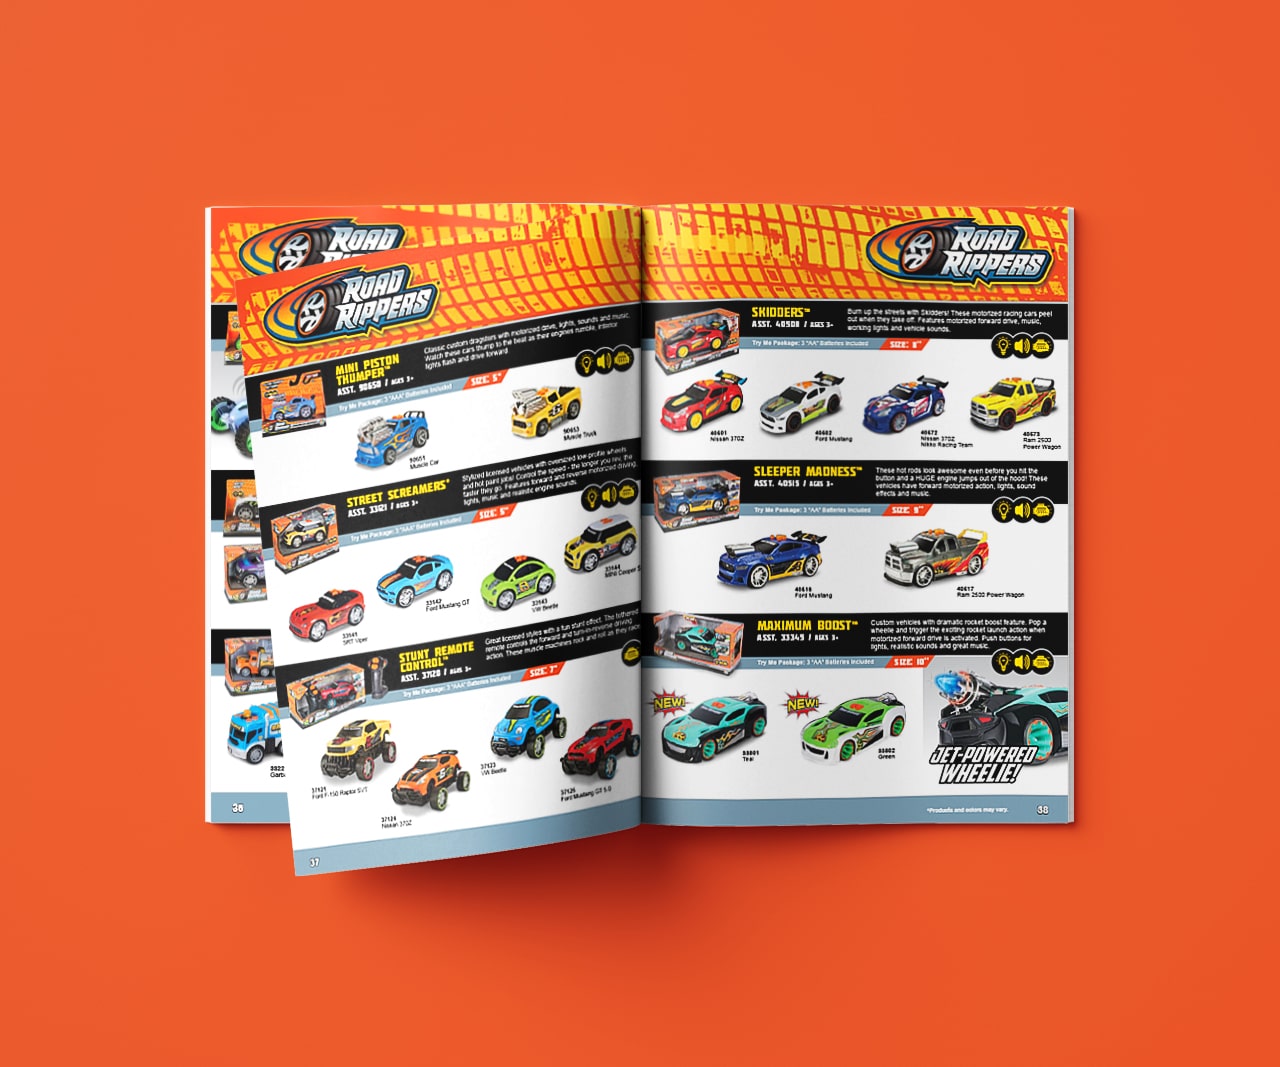 ROAD
ROAD
RIPPERS
MINI PISTON
THUMPER™
ASST. 90650 / AGES 3+
Classic custom dragsters with motorized drive, lights, sounds and music.
Watch these cars thump to the beat as their engines rumble, interior
lights flash and drive forward.
Try Me Package: 3 "AAA" Batteries Included
SIZE: 5"
90651
Muscle Car
90653
Muscle Truck
STREET SCREAMERS
ASST. 33121 / AGES 3+
Stylized licensed vehicles with oversized low profile wheels
and hot paint jobs! Control the speed - the longer you rev, the
faster they go. Features forward and reverse motorized driving,
lights, music and realistic engine sounds.
Try Me Package: 3 "AAA" Batteries Included
SIZE: 5"
33141
SRT Viper
33142
Ford Mustang GT
33143
VW Beetle
33144
MINI Cooper S
STUNT REMOTE
CONTROL™
ASST. 37120 / AGES 3+
Great licensed styles with a fun stunt effect. The tethered
remote controls the forward and turn-in-reverse driving
action. These muscle machines rock and roll as they race
Try Me Package: 3 "AAA" Batteries Included
SIZE: 7"
Ford F-150 Raptor SVT
Nissan 370Z
37123
VW Beetle
Ford Mustang GT 5.0
36
37
ROAD
RIPPERS
SKIDDERS™
ASST. 40500 / AGES 3+
Burn up the streets with Skidders! These motorized racing cars peel
out when they take off. Features motorized forward drive, music,
working lights and vehicle sounds.
Try Me Package: 3 "AA" Batteries Included
SIZE: 8"
40601
Nissan 370Z
40602
Ford Mustang
40672
Nissan 370Z
Nikko Racing Team
40673
Ram 2500
Power Wagon
SLEEPER MADNESS™
ASST. 40515 / AGES 3+
These hot rods look awesome even before you hit the
button and a HUGE engine jumps out of the hood! These
vehicles have forward motorized action, lights, sound
effects and music.
Try Me Package: 3 "AA" Batteries Included
SIZE: 9"
40616
Ford Mustang
40617
Ram 2500 Power Wagon
MAXIMUM BOOST™
ASST. 33345 / AGES 3+
Custom vehicles with dramatic rocket boost feature. Pop a
wheelie and trigger the exciting rocket launch action when
motorized forward drive is activated. Push buttons for
lights, realistic sounds and great music.
Try Me Package: 3 "AA" Batteries Included
SIZE: 10"
NEW!
33801
Teal
NEW!
33802
Green
JET-POWERED
WHEELIE!
*Products and colors may vary.
38